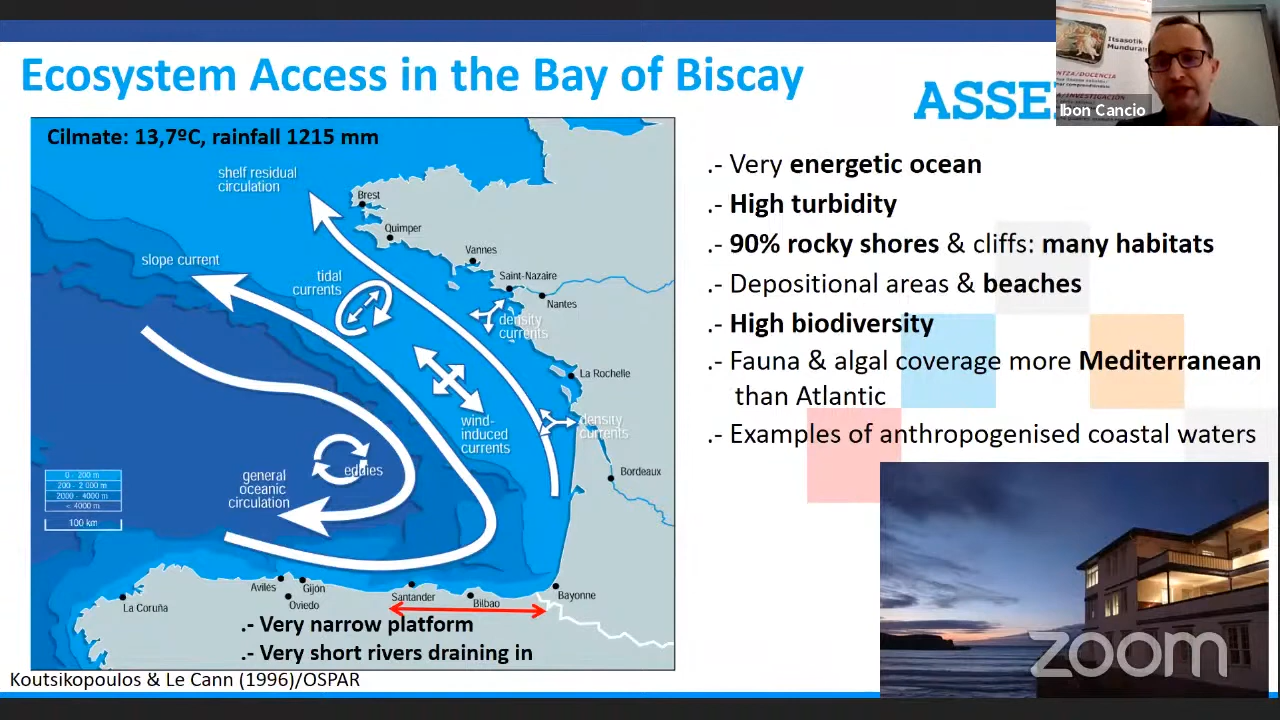 Ecosystem Access in the Bay of Biscay
ASSE
Itsasotik
Ibon Cancio
Cilmate: 13,7ºC, rainfall 1215 mm
shelf residual
circulation
Brest
Quimper
slope current
Vannes
tidal
currents
Saint-Nazaire
Nantes
density
currents
La Rochelle
wind-
induced
currents
density
currents
eddies
general
oceanic
circulation
Bordeaux
0 - 200 m
200 - 2 000 m
2000 - 4000 m
< 4000 m
100 km
Avilés
Gijón
Oviedo
Santander
Bilbao
Bayonne
La Coruña
.- Very narrow platform
.- Very short rivers draining in
Koutsikopoulos & Le Cann (1996)/OSPAR
.- Very energetic ocean
.- High turbidity
.- 90% rocky shores & cliffs: many habitats
.- Depositional areas & beaches
.- High biodiversity
.- Fauna & algal coverage more Mediterranean
than Atlantic
.- Examples of anthropogenised coastal waters
zoom